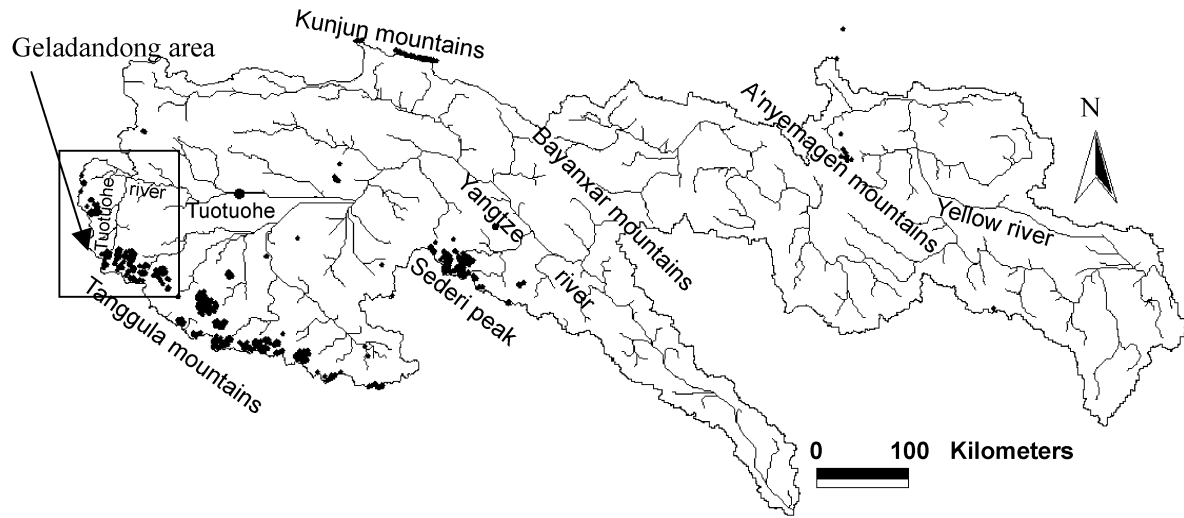 Kunjun mountains
Geladandong area
A'nyemagen mountains
N
Bayanxar mountains
Tuotuohe
river
Tuotuohe
Yangtze
river
Yellow river
Sederi peak
Tanggula mountains
0 100 Kilometers